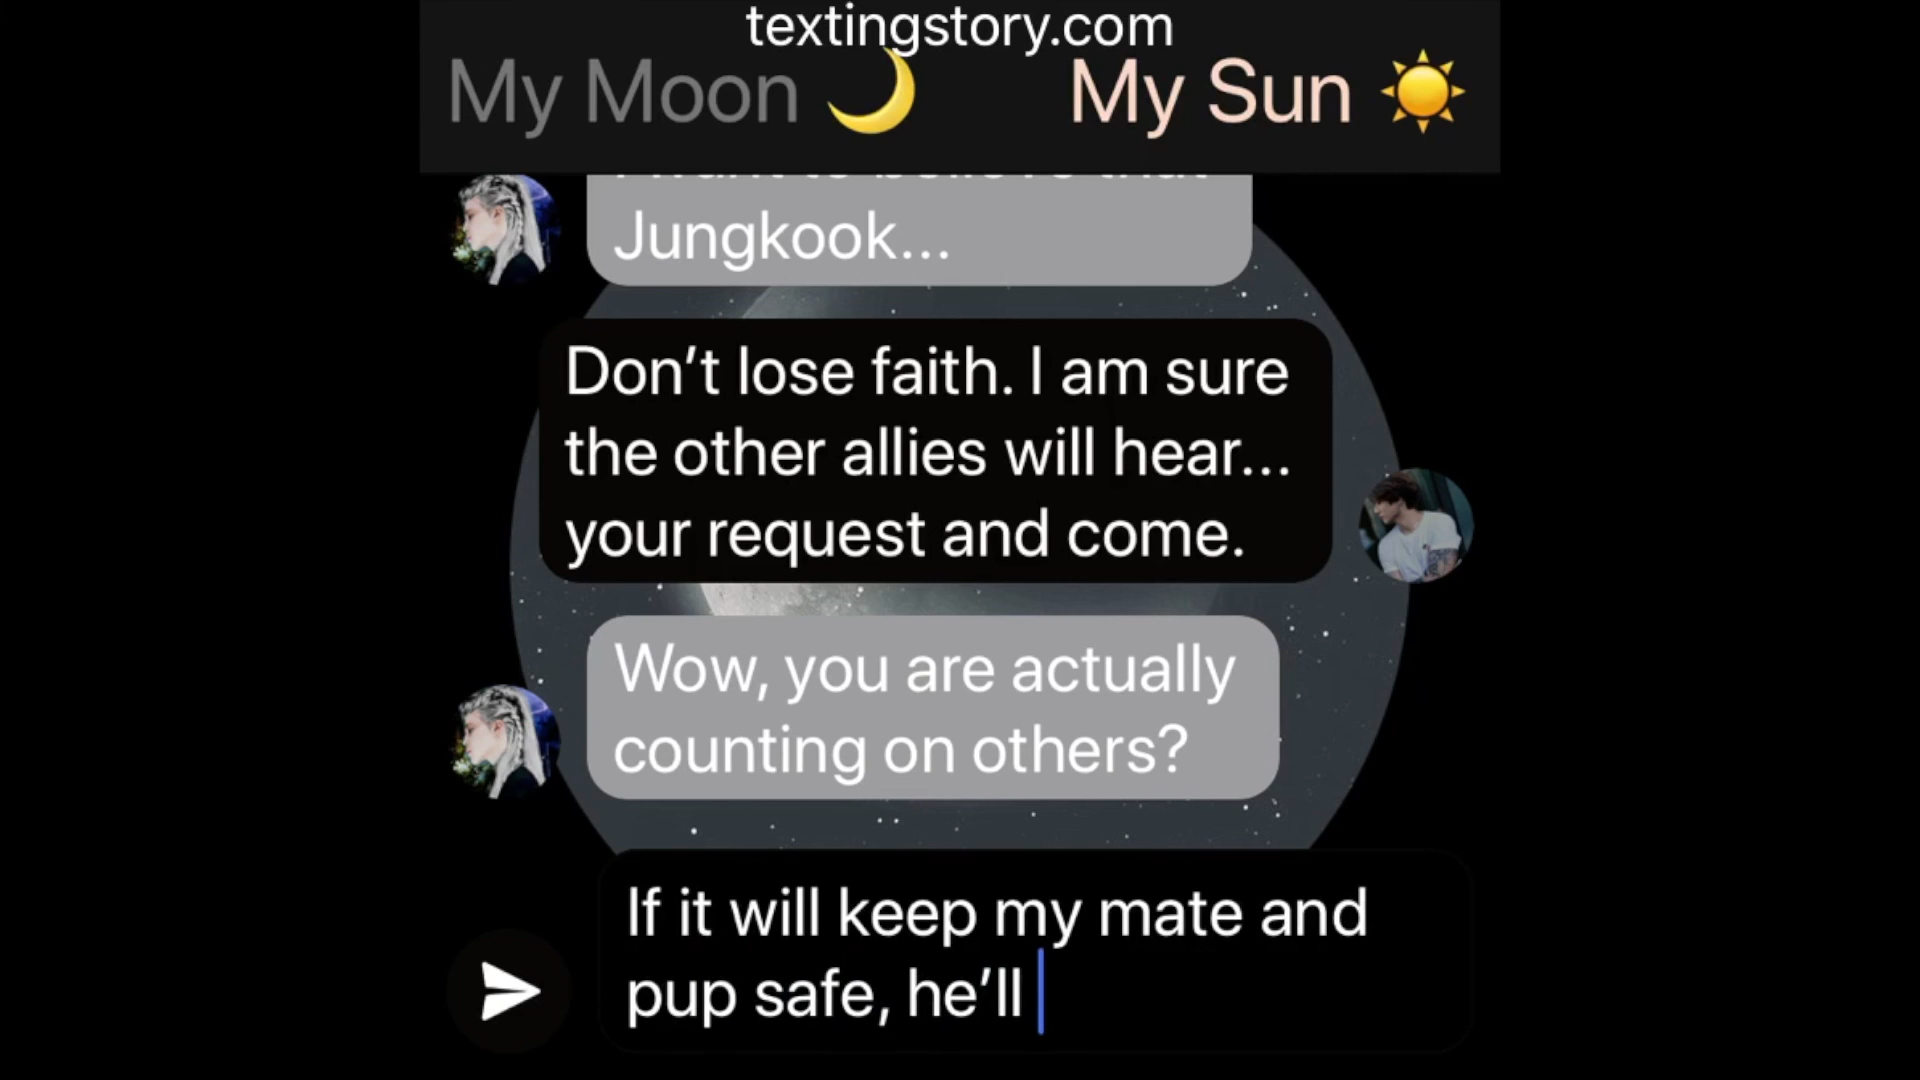 textingstory.com
My Moon 🌙 My Sun ☀️
Jungkook...
Don’t lose faith. I am sure
the other allies will hear...
your request and come.
Wow, you are actually
counting on others?
If it will keep my mate and
pup safe, he’ll